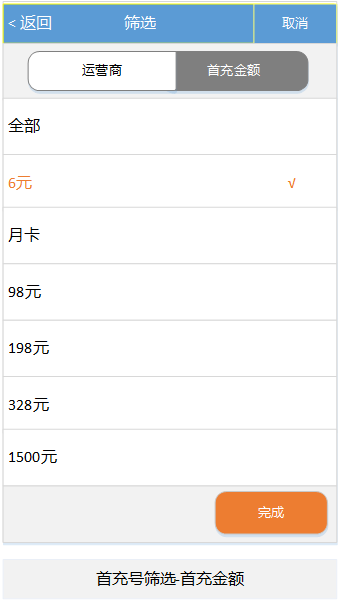 < 返回 筛选 取消
运营商 首充金额
全部
6元 √
月卡
98元
198元
328元
1500元
完成
首充号筛选-首充金额